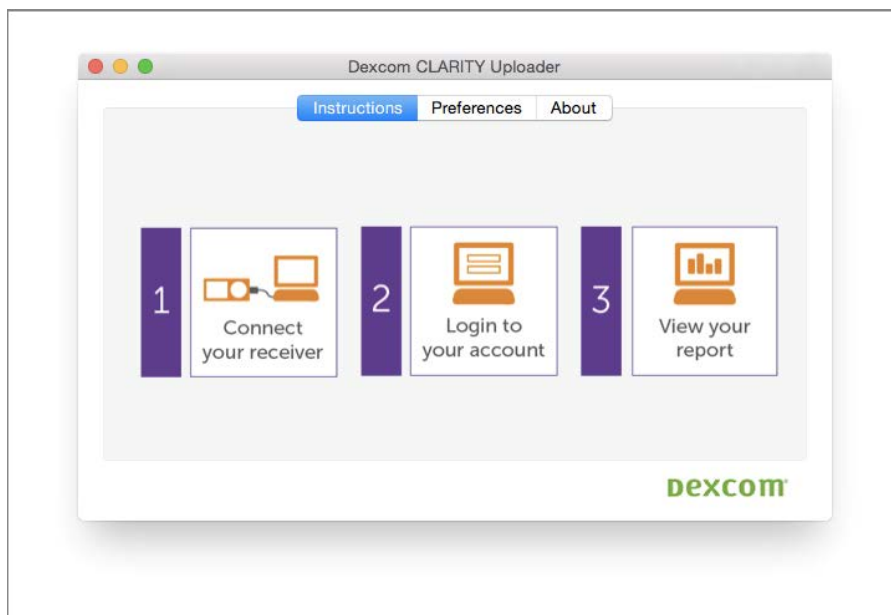 Dexcom CLARITY Uploader
Instructions Preferences About
1
Connect
your receiver
2
Login to
your account
3
View your
report
Dexcom